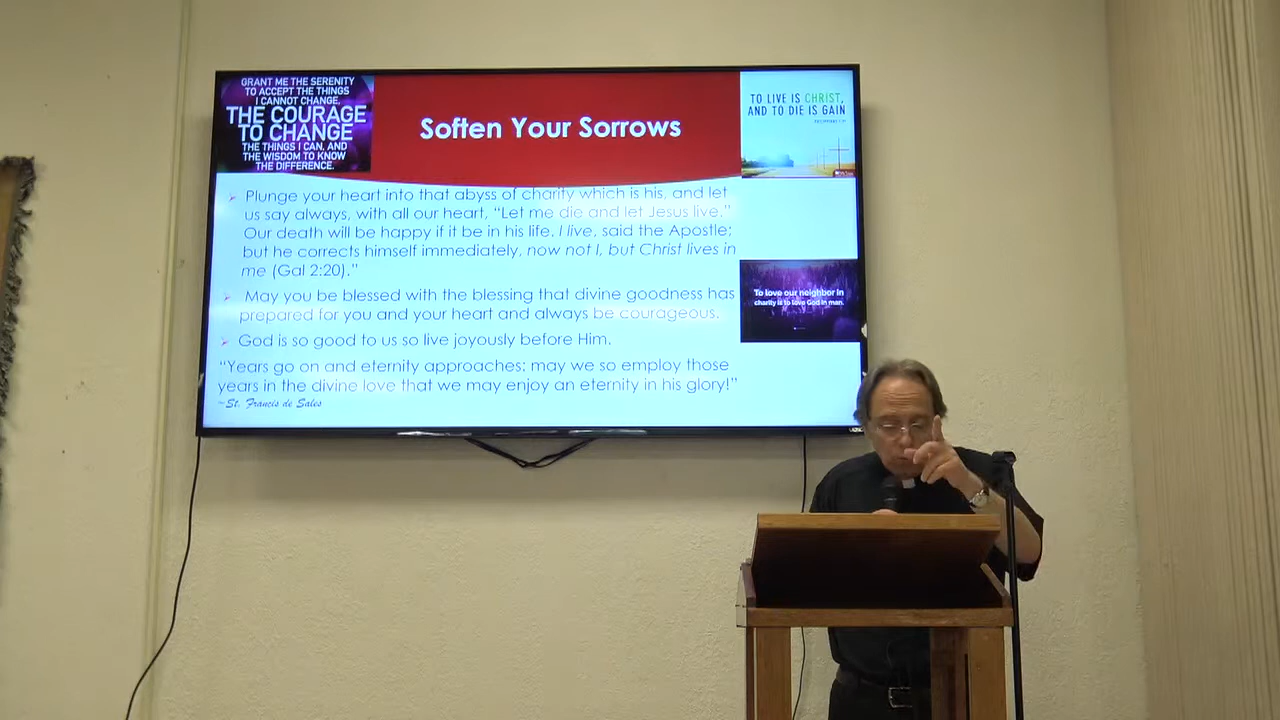 GRANT ME THE SERENITY
TO ACCEPT THE THINGS
I CANNOT CHANGE,
THE COURAGE
TO CHANGE
THE THINGS I CAN, AND
THE WISDOM TO KNOW
THE DIFFERENCE.
Soften Your Sorrows
TO LIVE IS CHRIST,
AND TO DIE IS GAIN
Plunge your heart into that abyss of charity which is his, and let
us say always, with all our heart, “Let me die and let Jesus live.”
Our death will be happy if it be in his life. I live, said the Apostle;
but he corrects himself immediately, now not I, but Christ lives in
me (Gal 2:20).”
May you be blessed with the blessing that divine goodness has
prepared for you and your heart and always be courageous.
God is so good to us so live joyously before Him.
“Years go on and eternity approaches: may we so employ those
years in the divine love that we may enjoy an eternity in his glory!”
~St. Francis de Sales
To love our neighbor in
charity is to love God in man.